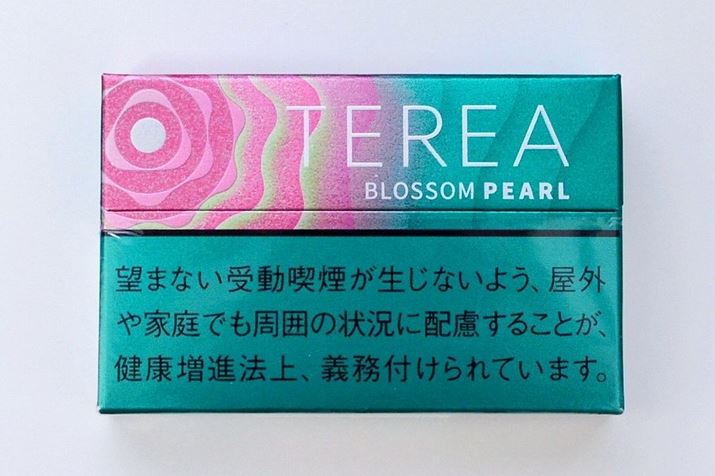 TEREA
BLOSSOM PEARL
望まない受動喫煙が生じないよう、屋外
や家庭でも周囲の状況に配慮することが、
健康増進法上、義務付けられています。